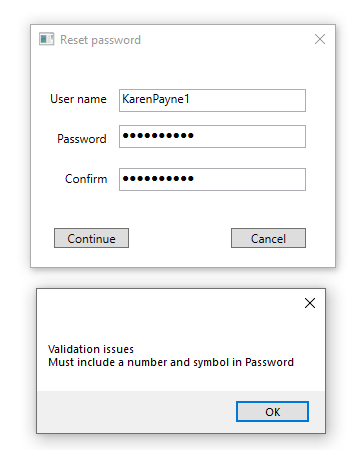 Reset password
User name KarenPayne1
Password ●●●●●●●●●●
Confirm ●●●●●●●●●●
Continue Cancel
Validation issues
Must include a number and symbol in Password
OK